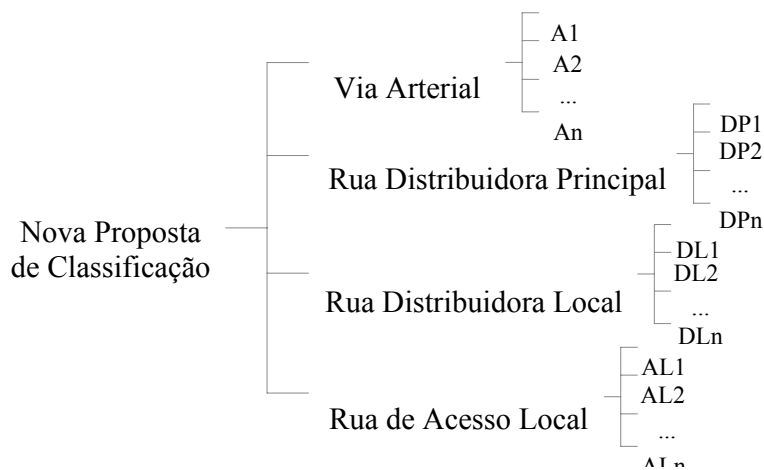 A1
A2
...
An
Via Arterial
DP1
DP2
...
DPn
Rua Distribuidora Principal
Nova Proposta
de Classificação
DL1
DL2
...
DLn
Rua Distribuidora Local
AL1
AL2
...
ALn
Rua de Acesso Local